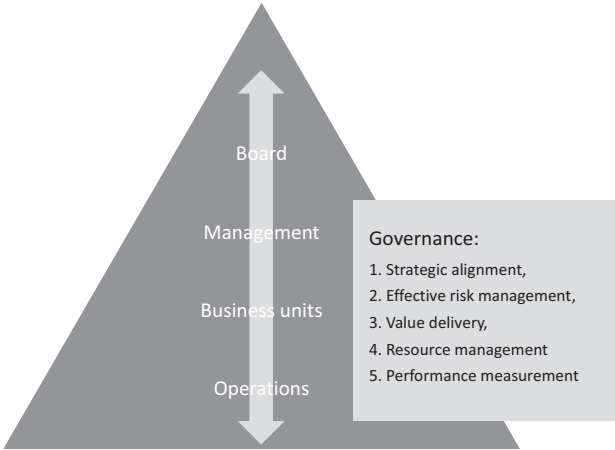 Board
Management
Business units
Operations
Governance:
1. Strategic alignment,
2. Effective risk management,
3. Value delivery,
4. Resource management
5. Performance measurement